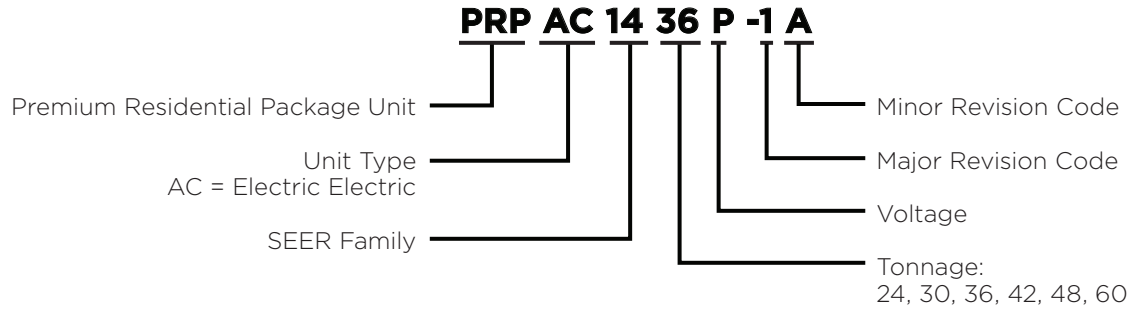 PRP AC 14 36 P -1 A
Premium Residential Package Unit
Unit Type
AC = Electric Electric
SEER Family
Minor Revision Code
Major Revision Code
Voltage
Tonnage:
24, 30, 36, 42, 48, 60